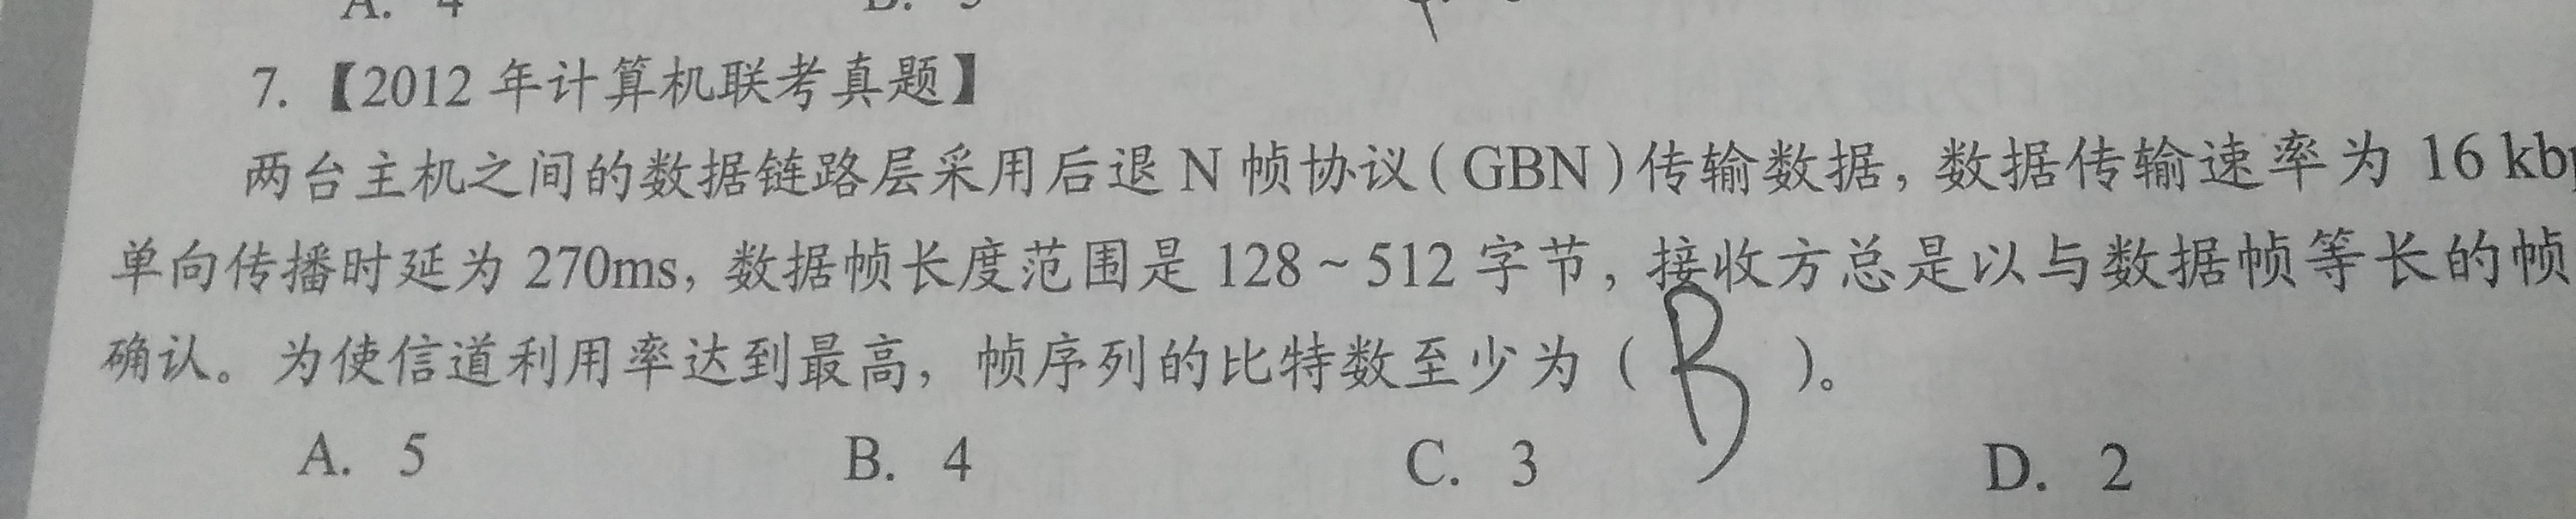 A. 4 B. 5
7. 【2012 年计算机联考真题】
两台主机之间的数据链路层采用后退 N 帧协议(GBN)传输数据，数据传输速率为 16 kb
单向传播时延为 270ms，数据帧长度范围是 128~512 字节，接收方总是以与数据帧等长的帧
确认。为使信道利用率达到最高，帧序列的比特数至少为( B )。
A. 5 B. 4 C. 3 D. 2